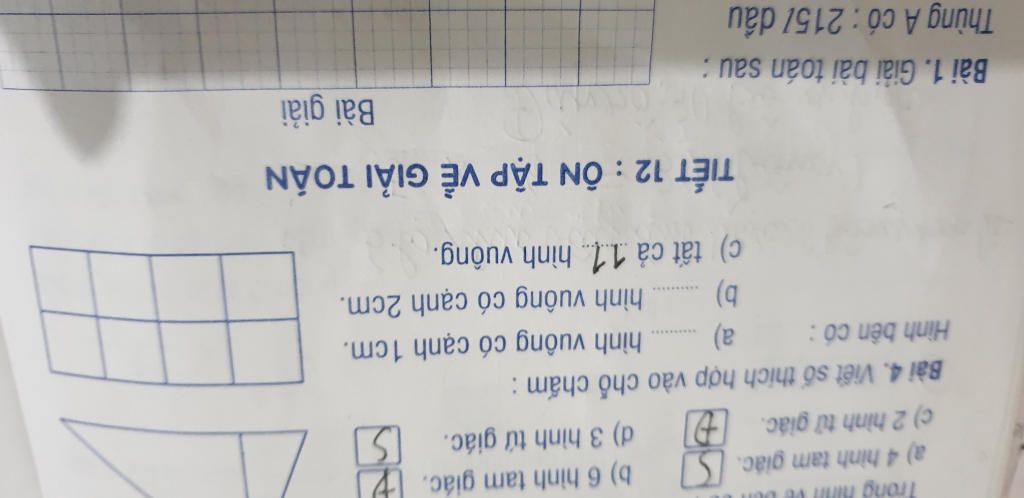 Trong hình vẽ bên có
a) 4 hình tam giác. S b) 6 hình tam giác. Đ
c) 2 hình tứ giác. Đ d) 3 hình tứ giác. S
Bài 4. Viết số thích hợp vào chỗ chấm :
Hình bên có : a) ......... hình vuông có cạnh 1cm.
b) ......... hình vuông có cạnh 2cm.
c) tất cả 11 hình vuông.
TIẾT 12 : ÔN TẬP VỀ GIẢI TOÁN
Bài 1. Giải bài toán sau : Bài giải
Thùng A có : 215l dầu